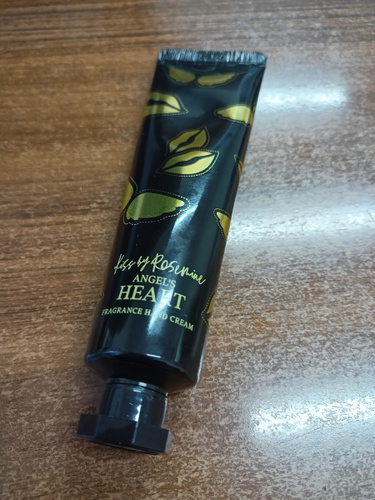 Kiss by Rosemine
ANGEL'S
HEART
FRAGRANCE HAND CREAM